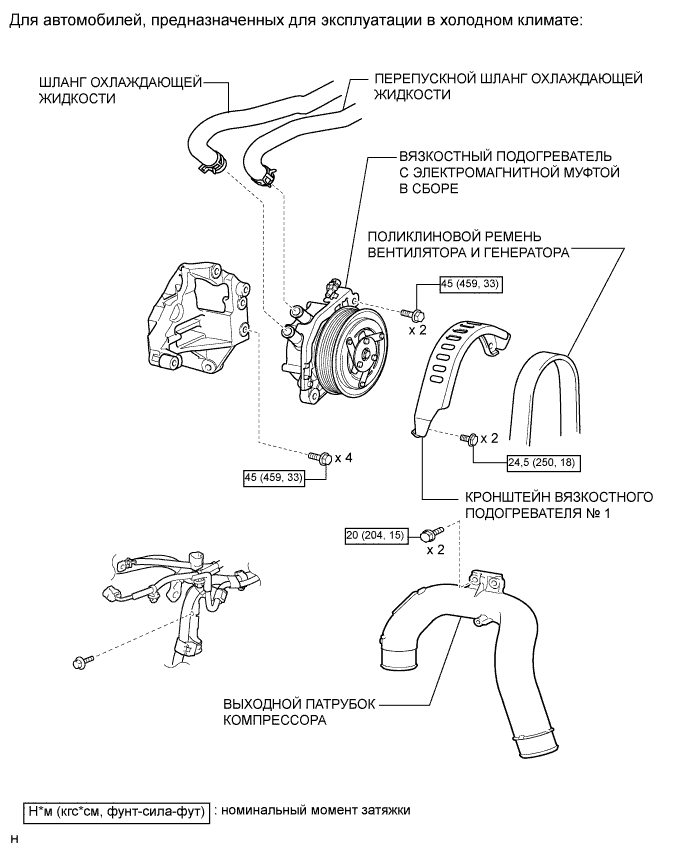 Для автомобилей, предназначенных для эксплуатации в холодном климате:
ШЛАНГ ОХЛАЖДАЮЩЕЙ
ЖИДКОСТИ
ПЕРЕПУСКНОЙ ШЛАНГ ОХЛАЖДАЮЩЕЙ
ЖИДКОСТИ
ВЯЗКОСТНЫЙ ПОДОГРЕВАТЕЛЬ
С ЭЛЕКТРОМАГНИТНОЙ МУФТОЙ
В СБОРЕ
ПОЛИКЛИНОВОЙ РЕМЕНЬ
ВЕНТИЛЯТОРА И ГЕНЕРАТОРА
45 (459, 33)
x 2
x 2
x 4
24,5 (250, 18)
45 (459, 33)
КРОНШТЕЙН ВЯЗКОСТНОГО
ПОДОГРЕВАТЕЛЯ № 1
20 (204, 15)
x 2
ВЫХОДНОЙ ПАТРУБОК
КОМПРЕССОРА
Н*м (кгс*см, фунт-сила-фут) : номинальный момент затяжки
н